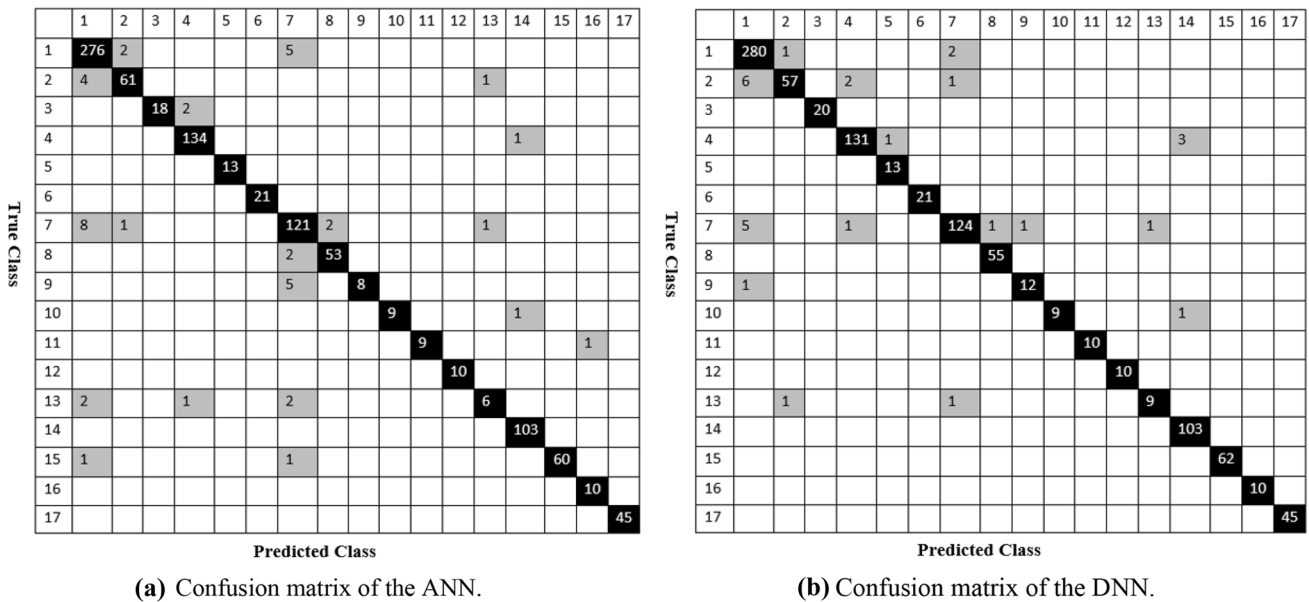 1 2 3 4 5 6 7 8 9 10 11 12 13 14 15 16 17
1 276 2 5
2 4 61 1
3 18 2
4 134 1
5 13
6 21
7 8 1 121 2 1
8 2 53
9 5 8
10 9 1
11 9 1
12 10
13 2 1 2 6
14 103
15 1 1 60
16 10
17 45
True Class
Predicted Class
(a) Confusion matrix of the ANN.
1 2 3 4 5 6 7 8 9 10 11 12 13 14 15 16 17
1 280 1 2
2 6 57 2 1
3 20
4 131 1 3
5 13
6 21
7 5 1 124 1 1 1
8 55
9 1 12
10 9 1
11 10
12 10
13 1 1 9
14 103
15 62
16 10
17 45
True Class
Predicted Class
(b) Confusion matrix of the DNN.